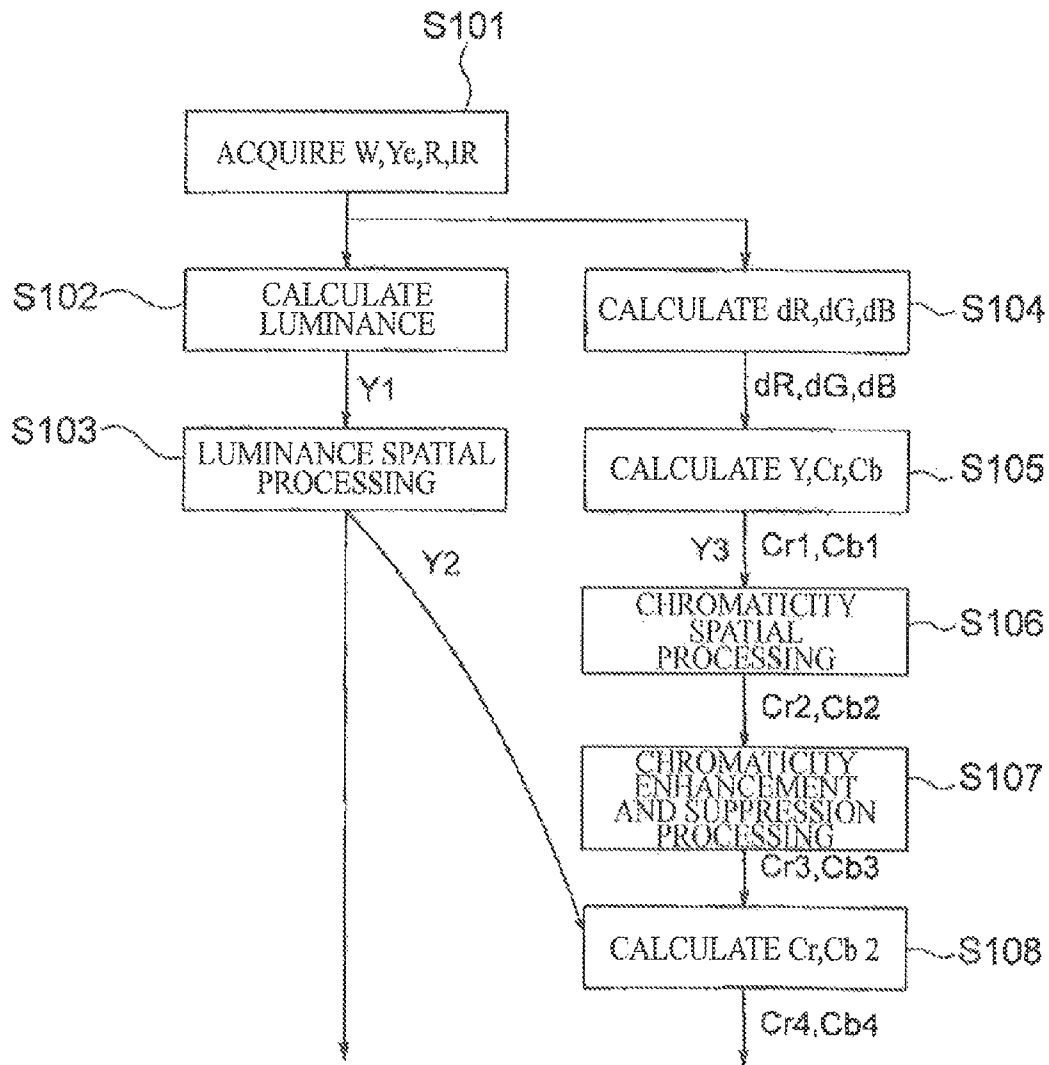 S101
ACQUIRE W,Ye,R,IR
S102
CALCULATE
LUMINANCE
CALCULATE dR,dG,dB
S104
Y1
dR,dG,dB
S103
LUMINANCE SPATIAL
PROCESSING
CALCULATE Y,Cr,Cb
S105
Y2
Y3
Cr1,Cb1
CHROMATICITY
SPATIAL
PROCESSING
S106
Cr2,Cb2
CHROMATICITY
ENHANCEMENT
AND SUPPRESSION
PROCESSING
S107
Cr3,Cb3
CALCULATE Cr,Cb 2
S108
Cr4,Cb4